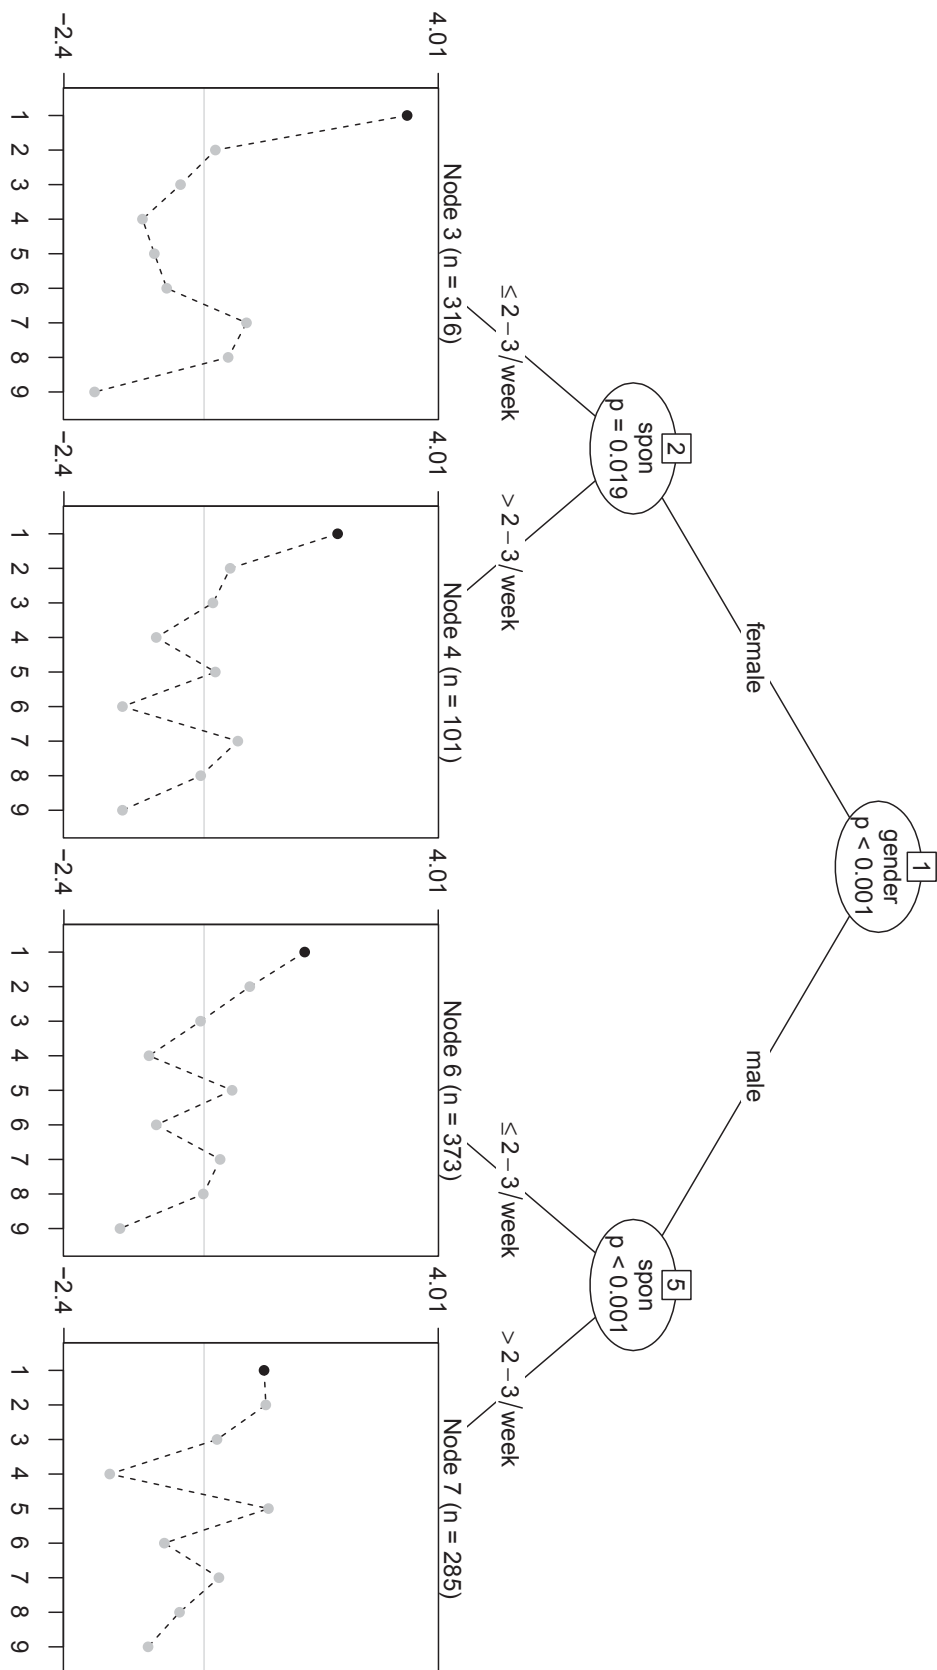 1
gender
p < 0.001
female
male
2
spon
p = 0.019
5
spon
p < 0.001
≤ 2−3/week
> 2−3/week
≤ 2−3/week
> 2−3/week
Node 3 (n = 316)
4.01
−2.4
1 2 3 4 5 6 7 8 9
Node 4 (n = 101)
4.01
−2.4
1 2 3 4 5 6 7 8 9
Node 6 (n = 373)
4.01
−2.4
1 2 3 4 5 6 7 8 9
Node 7 (n = 285)
4.01
−2.4
1 2 3 4 5 6 7 8 9